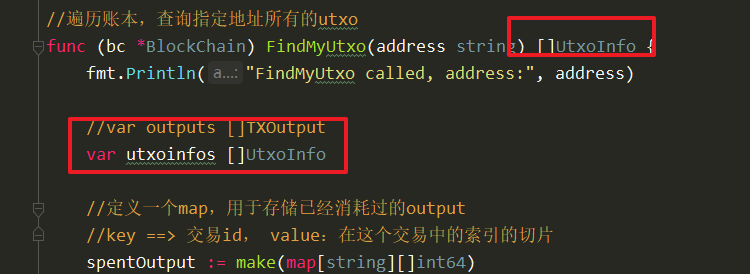 //遍历账本，查询指定地址所有的utxo
func (bc *BlockChain) FindMyUtxo(address string) []UtxoInfo {
fmt.Println( a...: "FindMyUtxo called, address:", address)
//var outputs []TXOutput
var utxoinfos []UtxoInfo
//定义一个map，用于存储已经消耗过的output
//key ==> 交易id， value：在这个交易中的索引的切片
spentOutput := make(map[string][]int64)